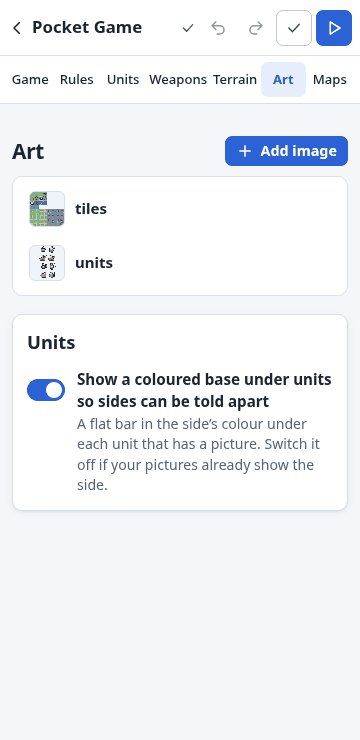 Pocket Game
Game Rules Units Weapons Terrain Art Maps
Art
Add image
tiles
units
Units
Show a coloured base under units
so sides can be told apart
A flat bar in the side’s colour under
each unit that has a picture. Switch it
off if your pictures already show the
side.